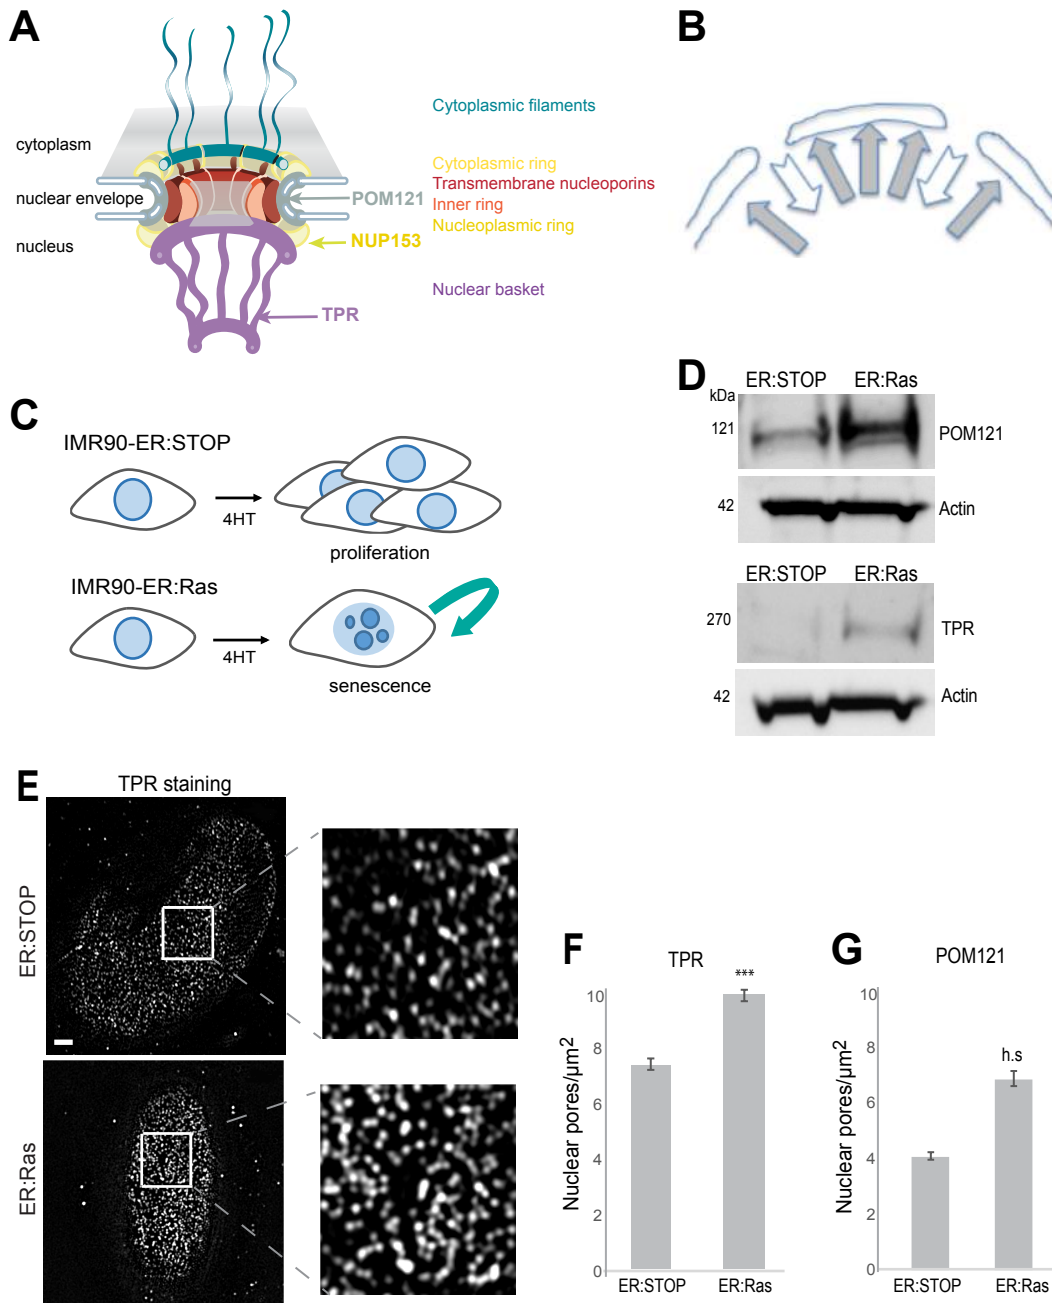 A
cytoplasm
nuclear envelope
nucleus
Cytoplasmic filaments
Cytoplasmic ring
Transmembrane nucleoporins
POM121
Inner ring
Nucleoplasmic ring
NUP153
Nuclear basket
TPR
B
C
IMR90-ER:STOP
4HT
proliferation
IMR90-ER:Ras
4HT
senescence
D
ER:STOP ER:Ras
kDa
121
POM121
42
Actin
ER:STOP ER:Ras
270
TPR
42
Actin
E
TPR staining
ER:STOP
ER:Ras
F
TPR
***
Nuclear pores/µm2
10
8
6
4
2
0
ER:STOP ER:Ras
G
POM121
h.s
Nuclear pores/µm2
10
8
6
4
2
0
ER:STOP ER:Ras